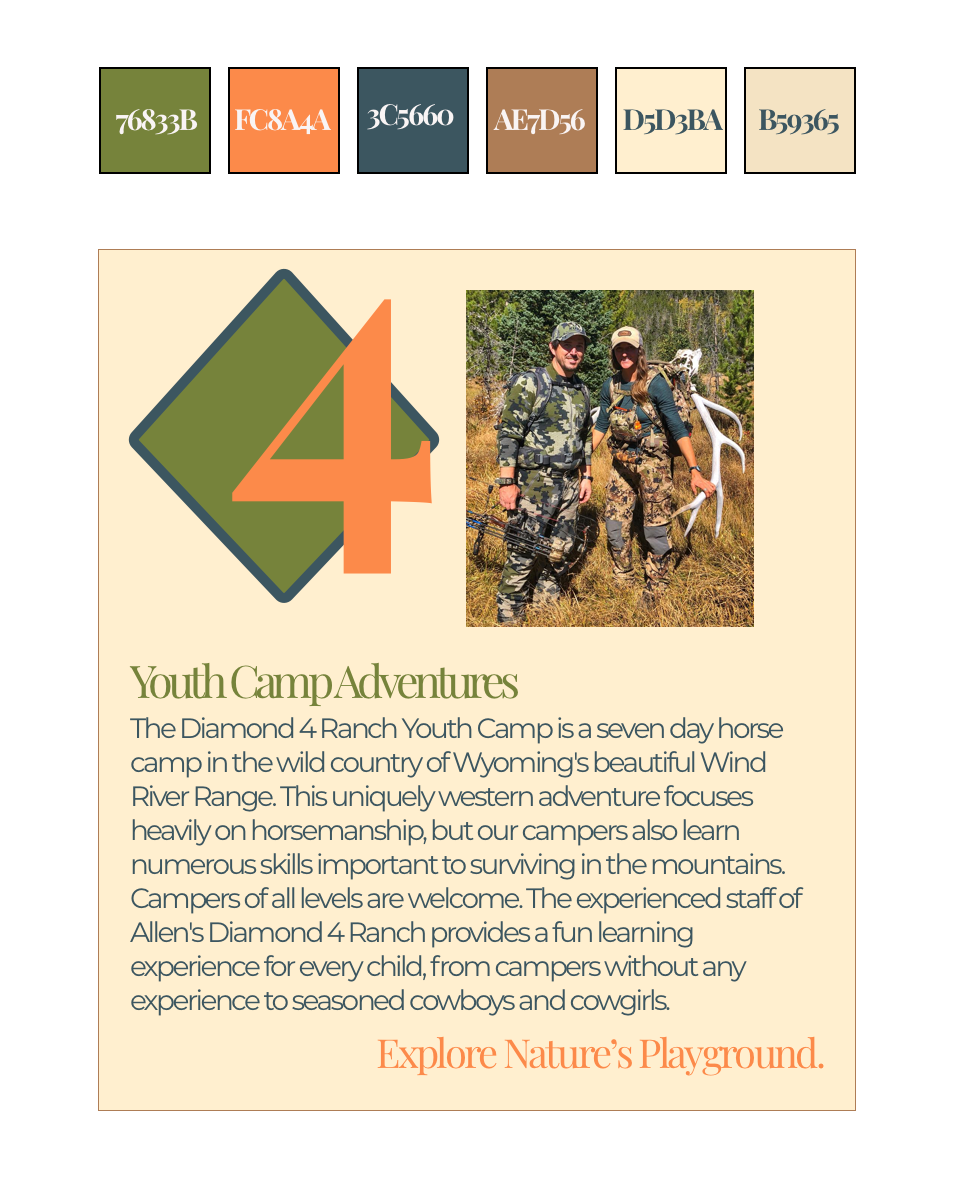 76833B FC8A4A 3C5660 AE7D56 D5D3BA B59365
4
Youth Camp Adventures
The Diamond 4 Ranch Youth Camp is a seven day horse
camp in the wild country of Wyoming's beautiful Wind
River Range. This uniquely western adventure focuses
heavily on horsemanship, but our campers also learn
numerous skills important to surviving in the mountains.
Campers of all levels are welcome. The experienced staff of
Allen's Diamond 4 Ranch provides a fun learning
experience for every child, from campers without any
experience to seasoned cowboys and cowgirls.
Explore Nature’s Playground.